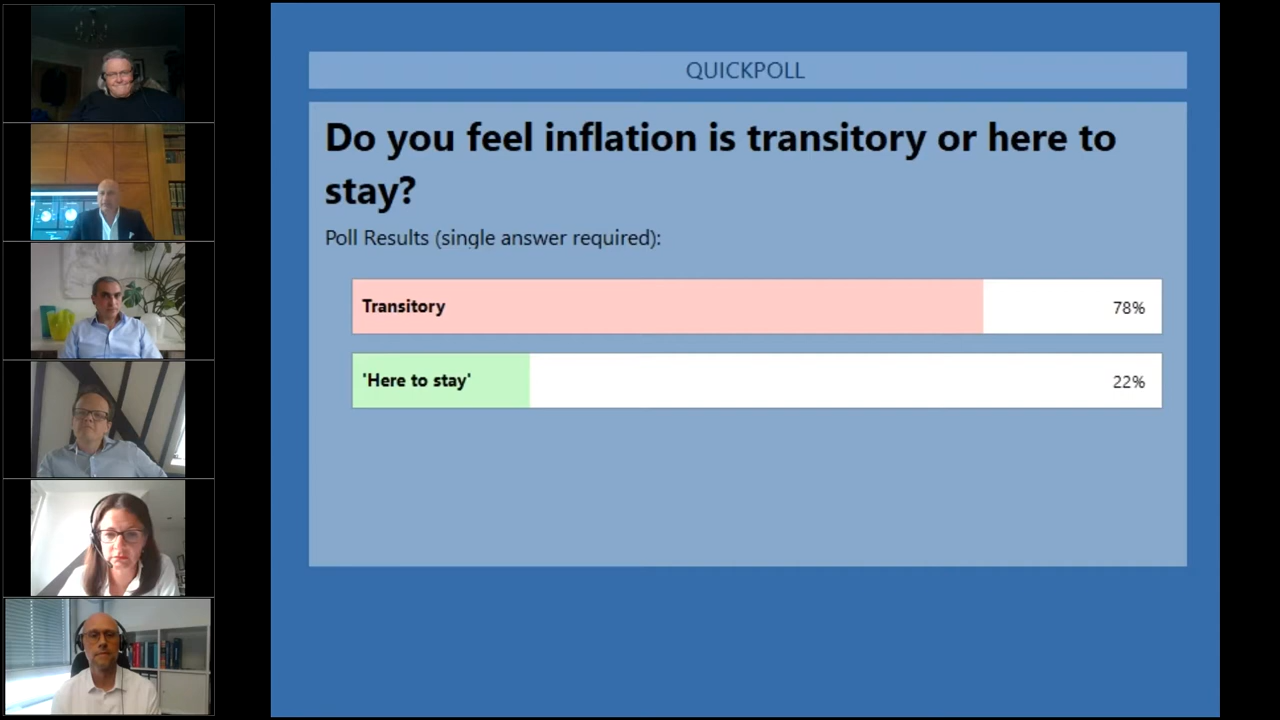 QUICKPOLL
Do you feel inflation is transitory or here to
stay?
Poll Results (single answer required):
Transitory 78%
'Here to stay' 22%